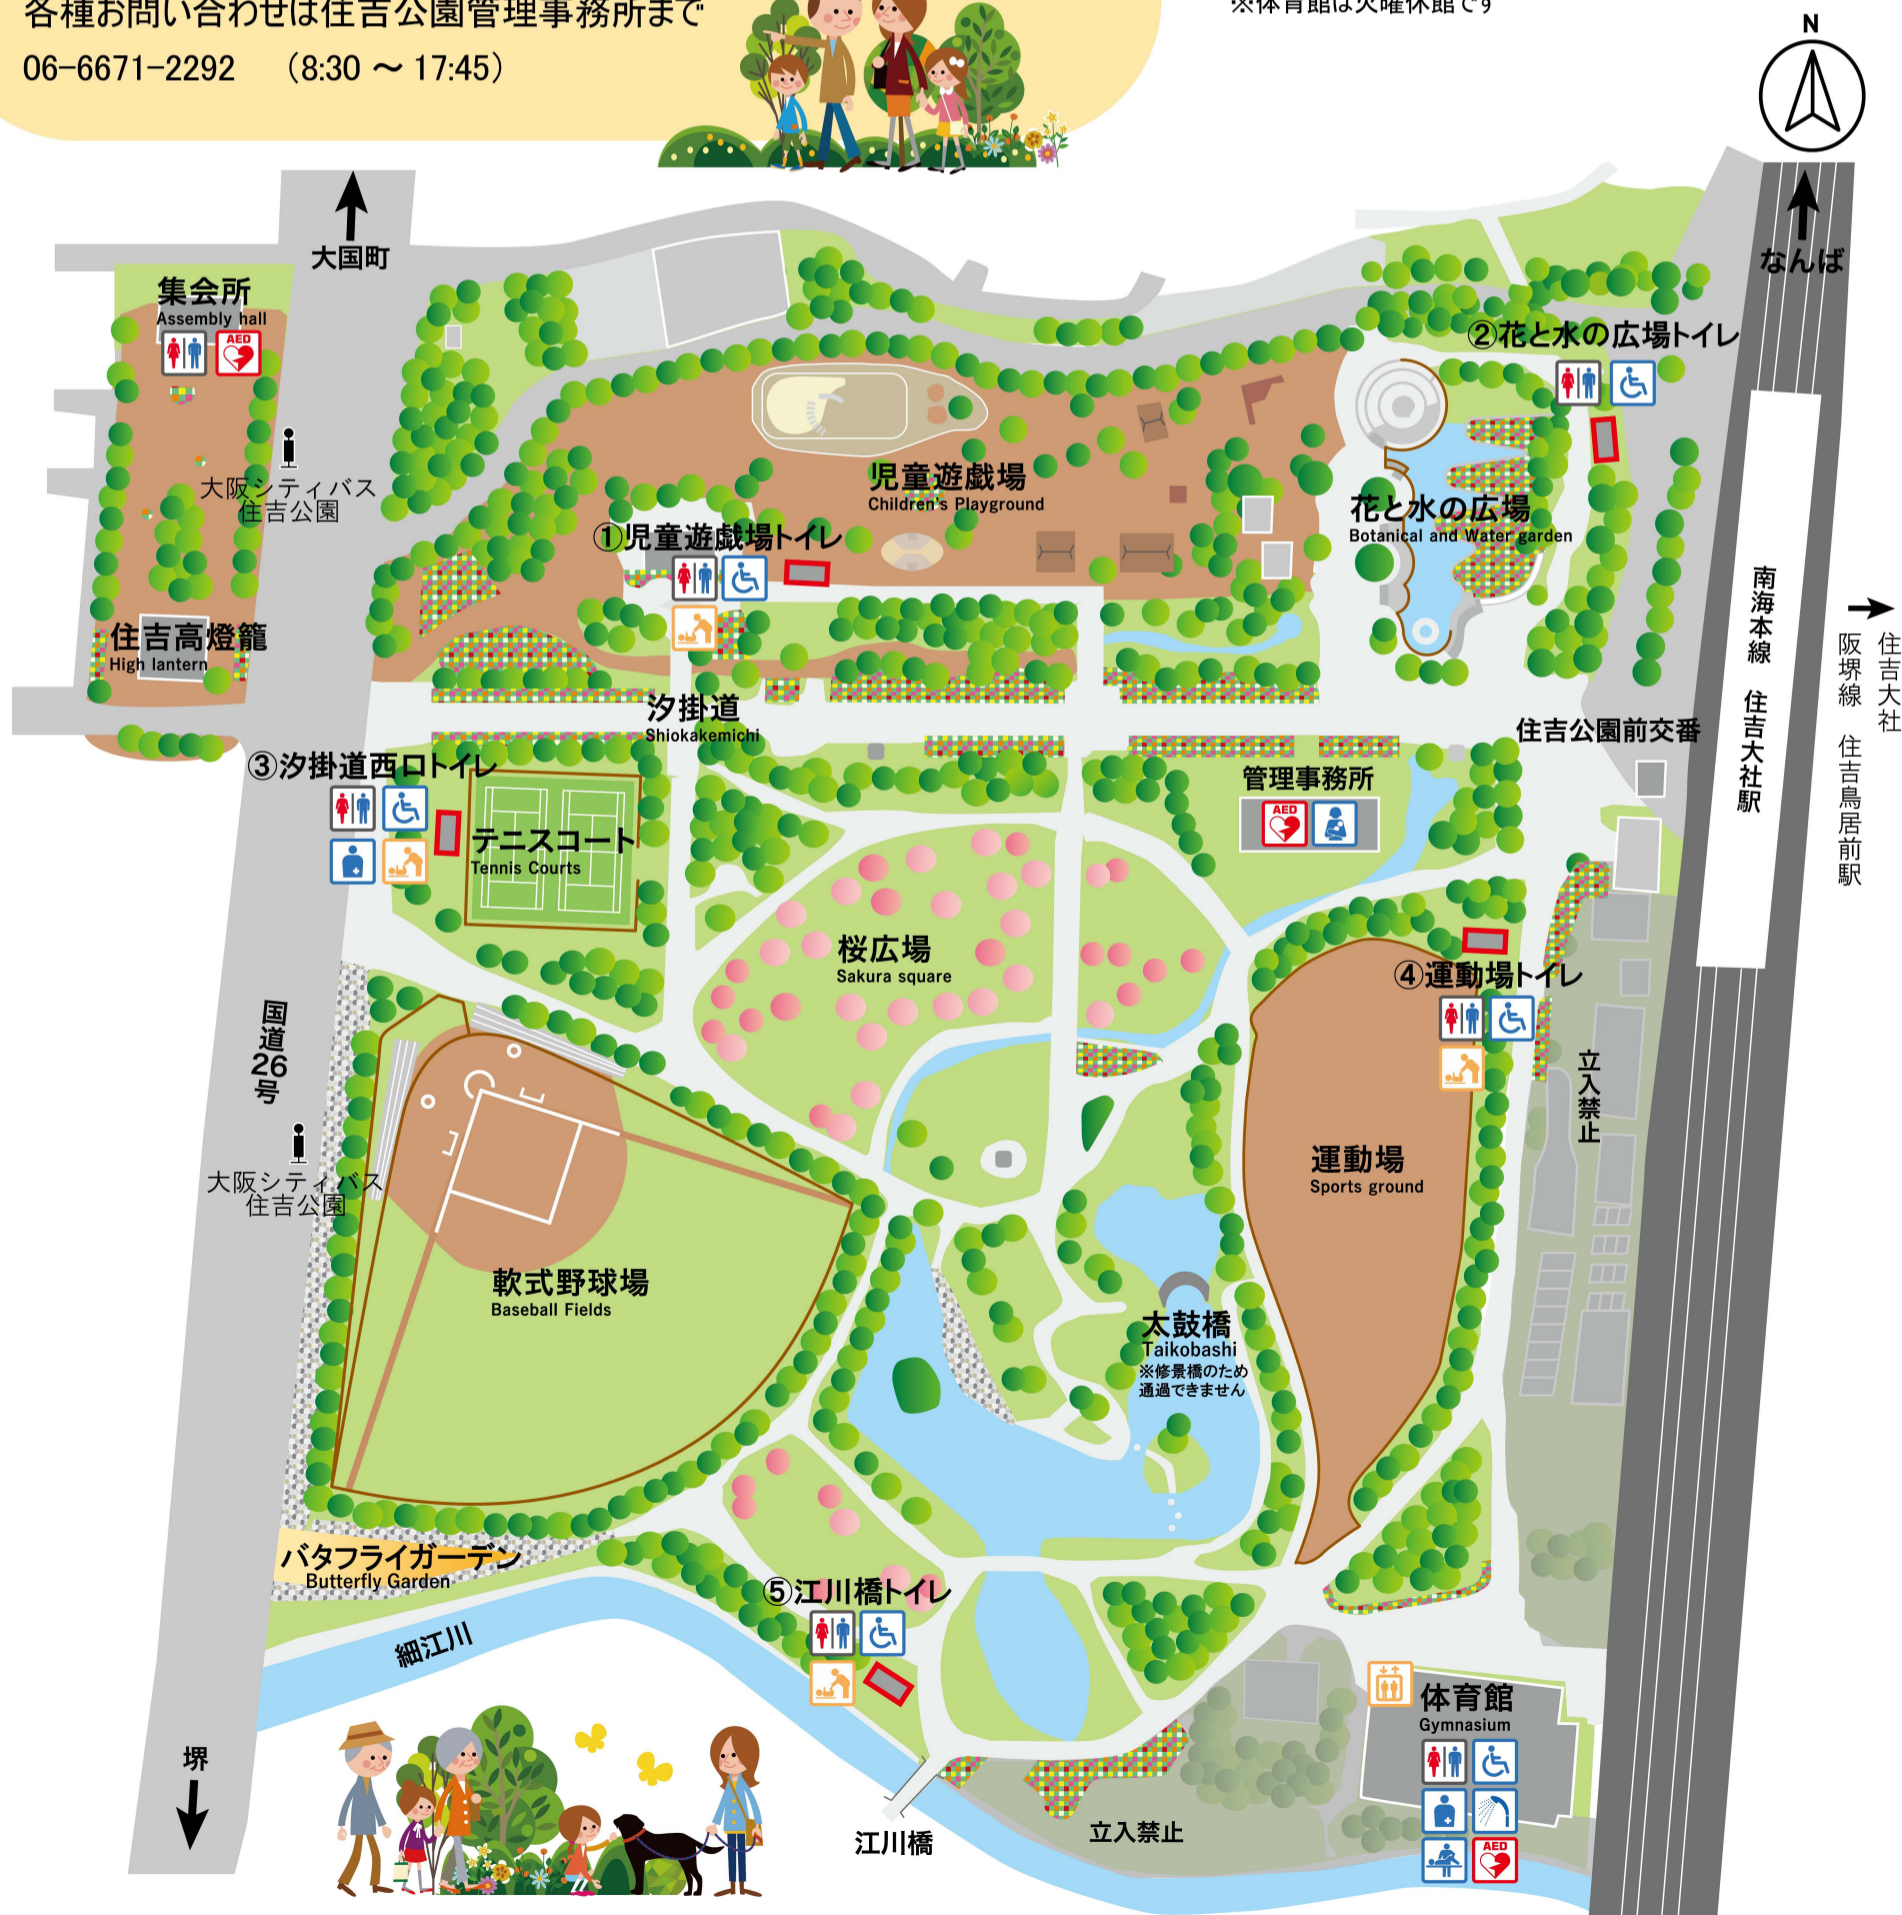 各種お問い合わせは住吉公園管理事務所まで
06-6671-2292 (8:30 ～ 17:45)
※体育館は火曜休館です
N
大国町
なんば
集会所
Assembly hall
AED
大阪シティバス
住吉公園
住吉高燈籠
High lantern
②花と水の広場トイレ
児童遊戯場
Children's Playground
①児童遊戯場トイレ
花と水の広場
Botanical and Water garden
南海本線 住吉大社駅
住吉大社
阪堺線 住吉鳥居前駅
汐掛道
Shiokakemichi
住吉公園前交番
③汐掛道西口トイレ
管理事務所
AED
テニスコート
Tennis Courts
桜広場
Sakura square
④運動場トイレ
国道26号
立入禁止
大阪シティバス
住吉公園
運動場
Sports ground
軟式野球場
Baseball Fields
太鼓橋
Taikobashi
※修景橋のため
通過できません
バタフライガーデン
Butterfly Garden
⑤江川橋トイレ
細江川
体育館
Gymnasium
AED
堺
江川橋
立入禁止